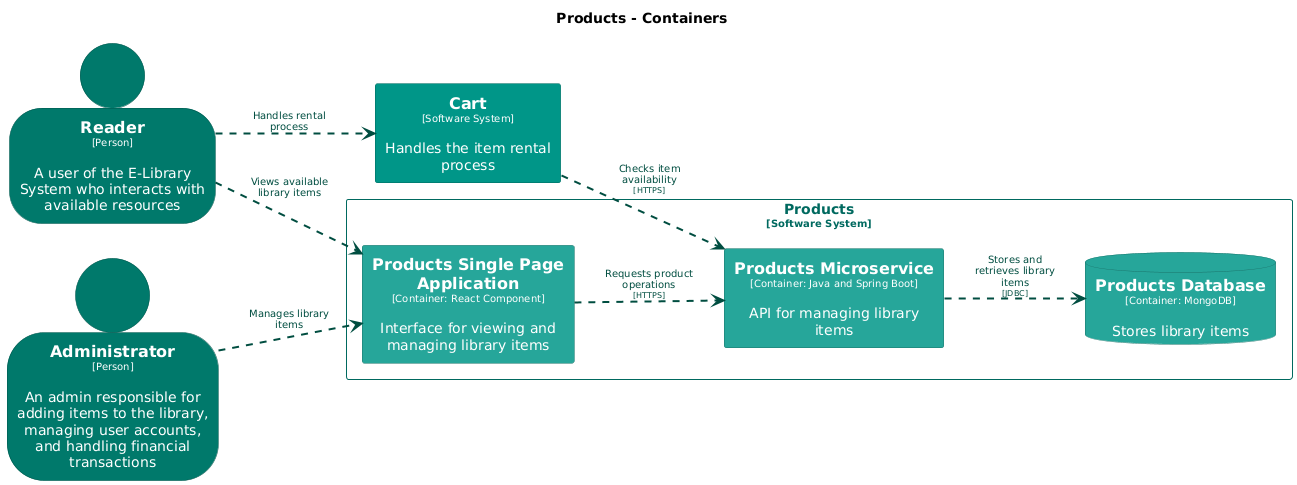 Products - Containers
Reader
[Person]
A user of the E-Library
System who interacts with
available resources
Handles rental
process
Cart
[Software System]
Handles the item rental
process
Views available
library items
Checks item
availability
[HTTPS]
Products
[Software System]
Administrator
[Person]
An admin responsible for
adding items to the library,
managing user accounts,
and handling financial
transactions
Manages library
items
Products Single Page
Application
[Container: React Component]
Interface for viewing and
managing library items
Requests product
operations
[HTTPS]
Products Microservice
[Container: Java and Spring Boot]
API for managing library
items
Stores and
retrieves library
items
[JDBC]
Products Database
[Container: MongoDB]
Stores library items